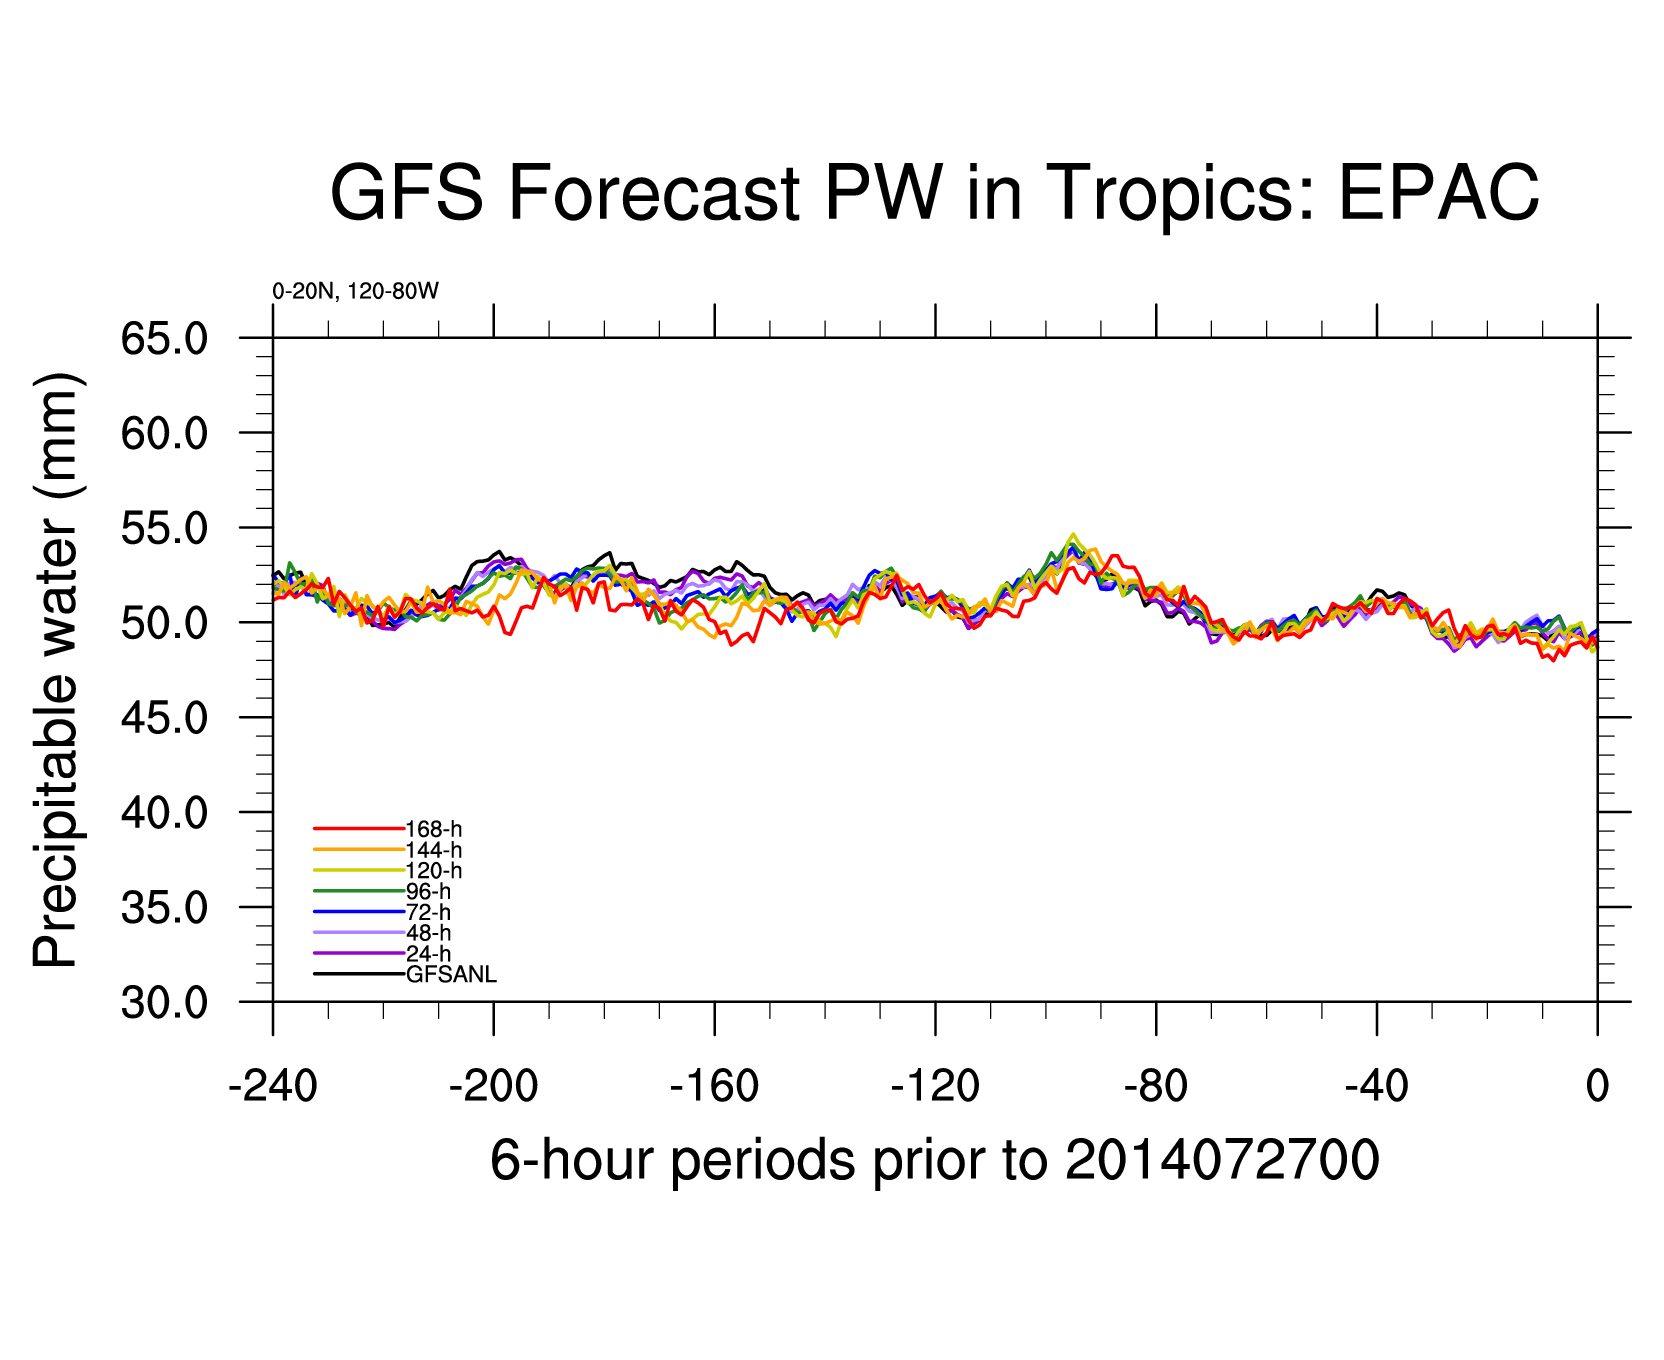 GFS Forecast PW in Tropics: EPAC
0-20N, 120-80W
Precipitable water (mm)
65.0
60.0
55.0
50.0
45.0
40.0
35.0
30.0
168-h
144-h
120-h
96-h
72-h
48-h
24-h
GFSANL
-240 -200 -160 -120 -80 -40 0
6-hour periods prior to 2014072700